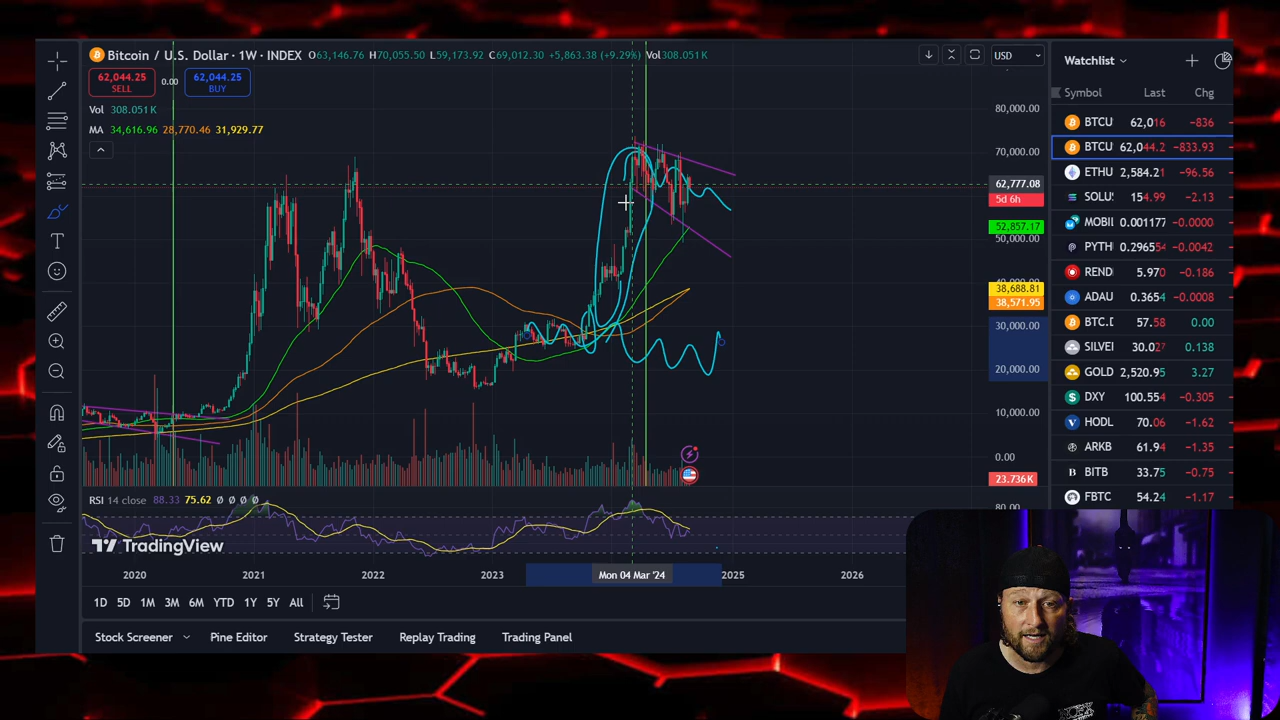 Bitcoin / U.S. Dollar · 1W · INDEX O63,146.76 H70,055.50 L59,173.92 C69,012.30 +5,863.38 (+9.29%) Vol308.051K
USD
Watchlist
62,044.25
SELL
0.00
62,044.25
BUY
Vol 308.051K
MA 34,616.96 28,770.46 31,929.77
80,000.00
70,000.00
62,777.08
5d 6h
52,857.17
50,000.00
38,688.81
38,571.95
30,000.00
20,000.00
10,000.00
0.00
23.736K
RSI 14 close 88.33 75.62 Ø Ø Ø Ø
80.00
TradingView
2020 2021 2022 2023 Mon 04 Mar '24 2025 2026
1D 5D 1M 3M 6M YTD 1Y 5Y All
Stock Screener Pine Editor Strategy Tester Replay Trading Trading Panel
Symbol Last Chg
BTCU 62,016 −836
BTCU 62,044.2 −833.93
ETHU 2,584.21 −96.56
SOLU 154.99 −2.13
MOBI 0.001177 −0.0000
PYTH 0.29654 −0.0042
REND 5.970 −0.186
ADAU 0.3654 −0.0008
BTC.D 57.58 0.00
SILVE 30.02 0.138
GOLD 2,520.95 3.27
DXY 100.554 −0.305
HODL 70.06 −1.62
ARKB 61.94 −1.35
BITB 33.75 −0.75
FBTC 54.24 −1.17